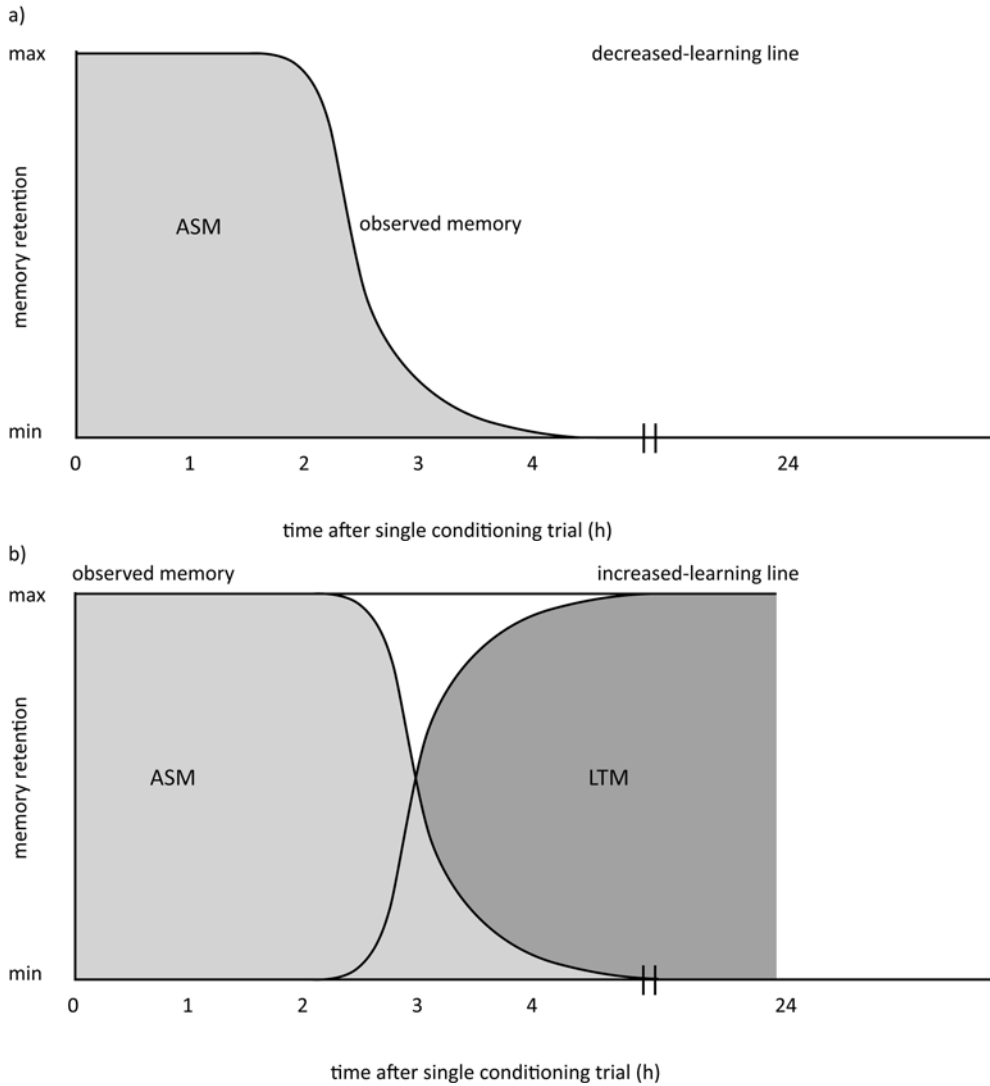 a)
max
decreased-learning line
memory retention
ASM
observed memory
min
0 1 2 3 4 24
time after single conditioning trial (h)
b)
observed memory
increased-learning line
max
memory retention
ASM
LTM
min
0 1 2 3 4 24
time after single conditioning trial (h)